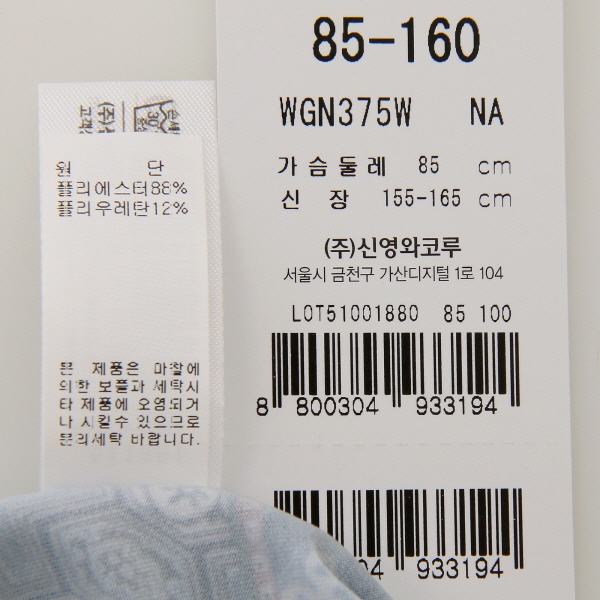 85-160
WGN375W NA
가슴둘레 85 cm
신 장 155-165 cm
(주)신영와코루
서울시 금천구 가산디지털 1로 104
LOT51001880 85 100
8 800304 933194
933194
30
원 단
폴리에스터88%
폴리우레탄12%
본 제품은 마찰에
의한 보풀과 세탁시
타 제품에 오염되거
나 시킬수 있으므로
분리세탁 바랍니다.